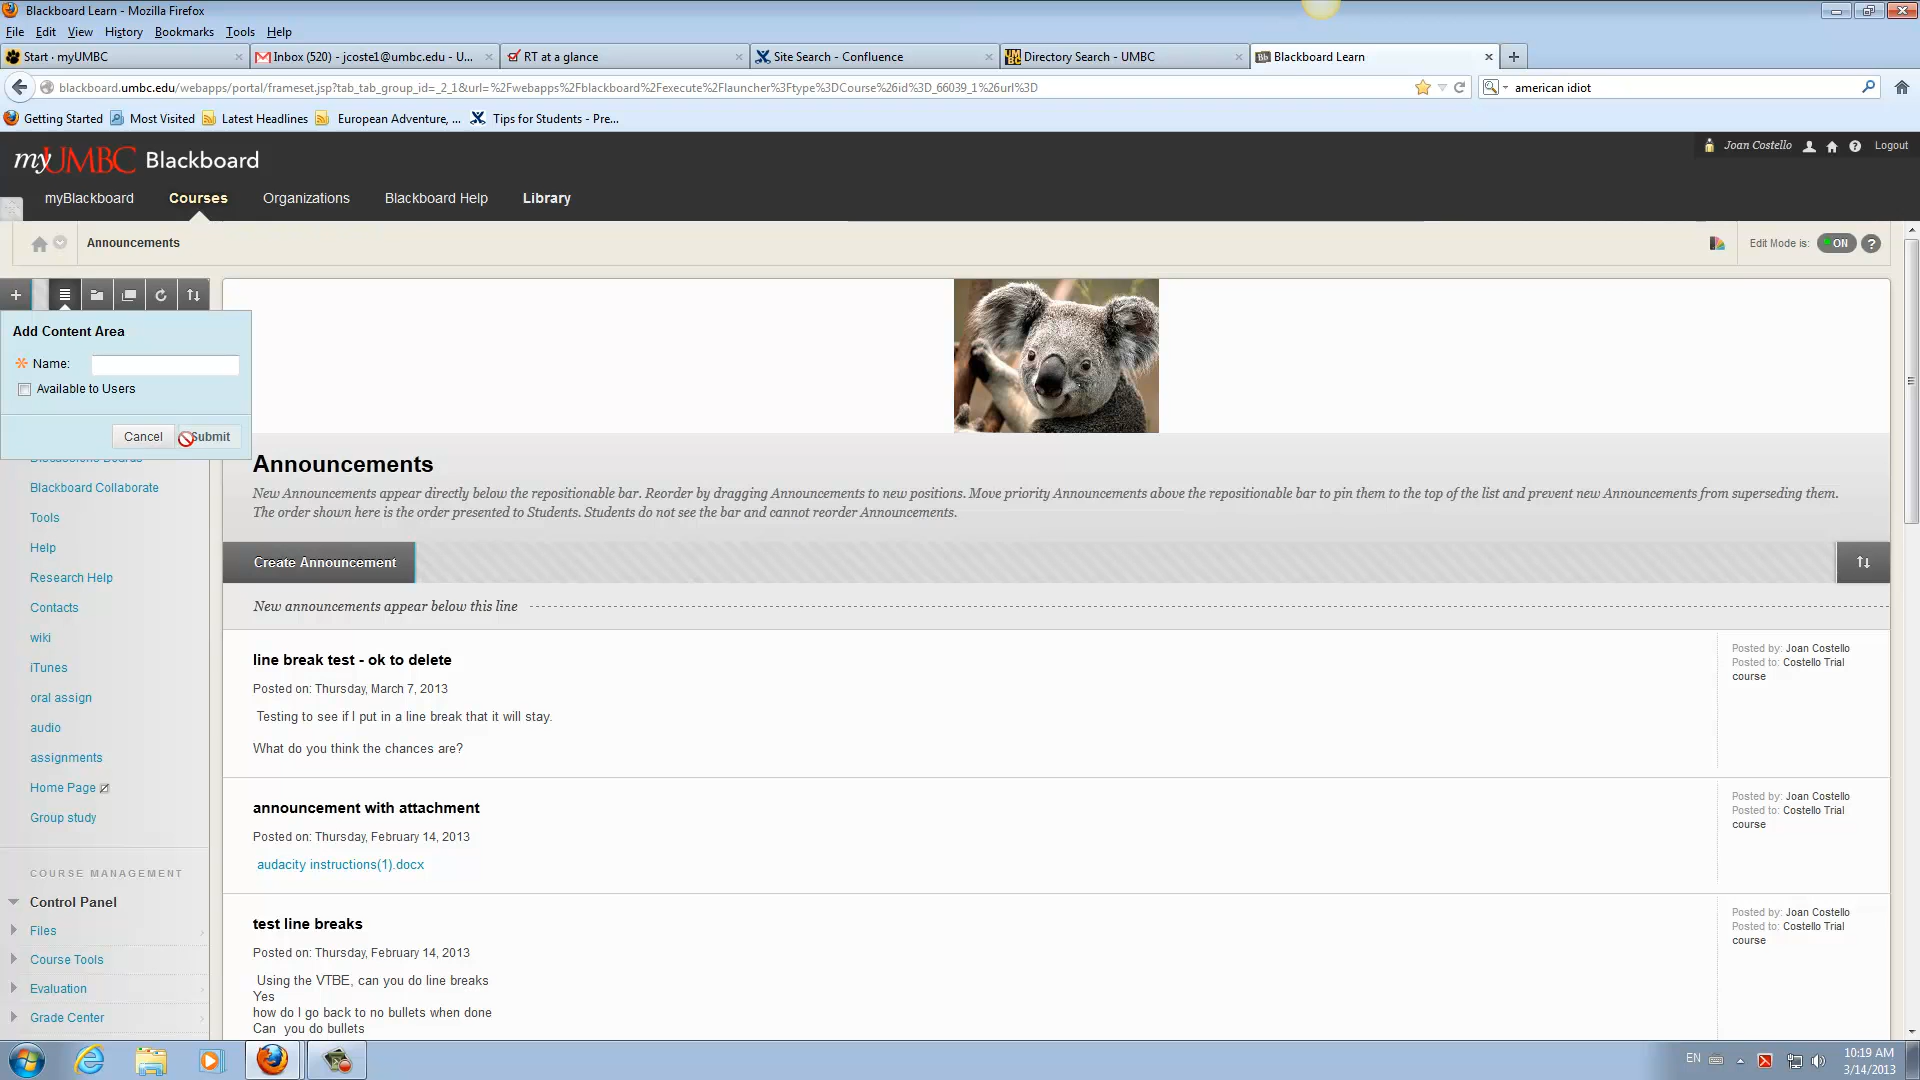 Blackboard Learn - Mozilla Firefox
File Edit View History Bookmarks Tools Help
Start · myUMBC
Inbox (520) - jcoste1@umbc.edu - U...
RT at a glance
Site Search - Confluence
Directory Search - UMBC
Blackboard Learn
blackboard.umbc.edu/webapps/portal/frameset.jsp?tab_tab_group_id=_2_1&url=%2Fwebapps%2Fblackboard%2Fexecute%2Flauncher%3Ftype%3DCourse%26id%3D_66039_1%26url%3D
american idiot
Getting Started Most Visited Latest Headlines European Adventure, ... Tips for Students - Pre...
myUMBC Blackboard
Joan Costello
Logout
myBlackboard Courses Organizations Blackboard Help Library
Announcements
Edit Mode is: ON ?
Add Content Area
Name:
Available to Users
Cancel Submit
Blackboard Collaborate
Tools
Help
Research Help
Contacts
wiki
iTunes
oral assign
audio
assignments
Home Page
Group study
COURSE MANAGEMENT
Control Panel
Files
Course Tools
Evaluation
Grade Center
Announcements
New Announcements appear directly below the repositionable bar. Reorder by dragging Announcements to new positions. Move priority Announcements above the repositionable bar to pin them to the top of the list and prevent new Announcements from superseding them.
The order shown here is the order presented to Students. Students do not see the bar and cannot reorder Announcements.
Create Announcement
New announcements appear below this line
line break test - ok to delete
Posted on: Thursday, March 7, 2013
Testing to see if I put in a line break that it will stay.
What do you think the chances are?
Posted by: Joan Costello
Posted to: Costello Trial
course
announcement with attachment
Posted on: Thursday, February 14, 2013
audacity instructions(1).docx
Posted by: Joan Costello
Posted to: Costello Trial
course
test line breaks
Posted on: Thursday, February 14, 2013
Using the VTBE, can you do line breaks
Yes
how do I go back to no bullets when done
Can you do bullets
Posted by: Joan Costello
Posted to: Costello Trial
course
EN
10:19 AM
3/14/2013